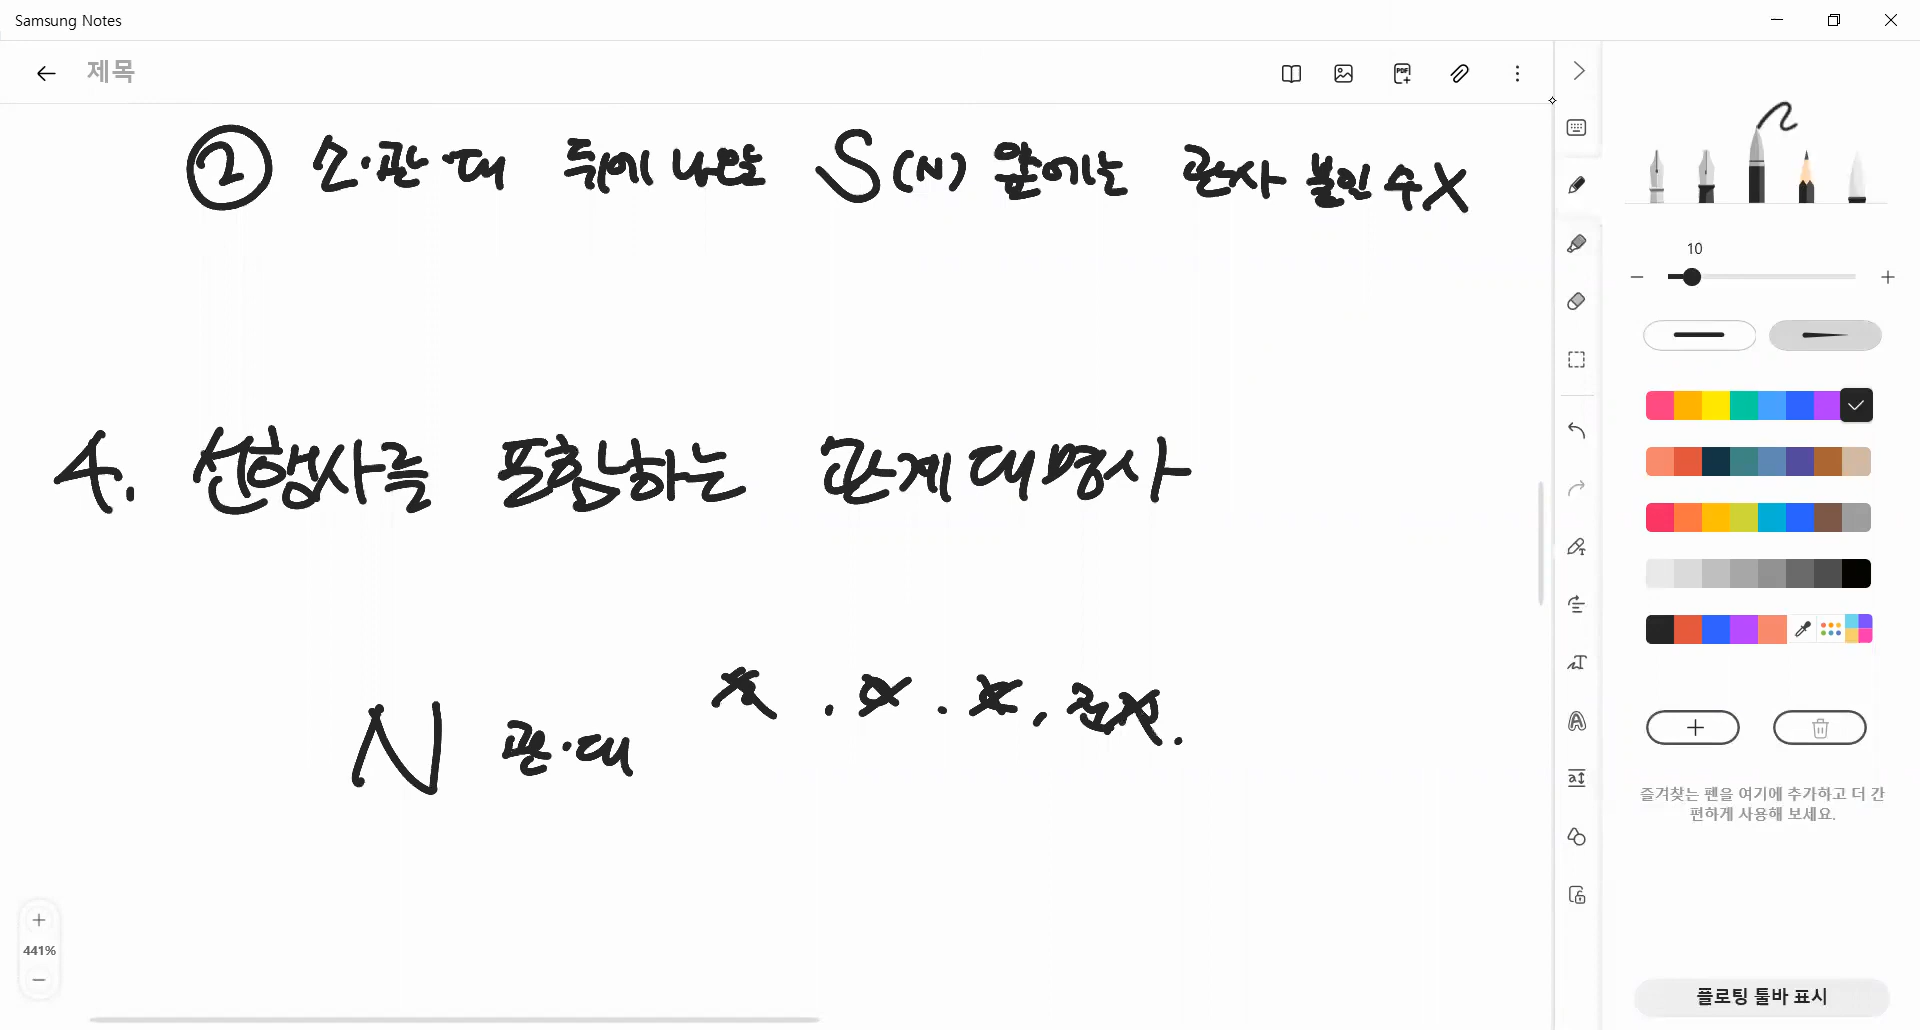 Samsung Notes
제목
② 소·관·대 뒤에 나오는 S(N) 앞에는 관사 붙인 수 X
10
4. 선행사를 포함하는 관계대명사
N 관·대
즐겨찾는 펜을 여기에 추가하고 더 간
편하게 사용해 보세요.
441%
플로팅 툴바 표시